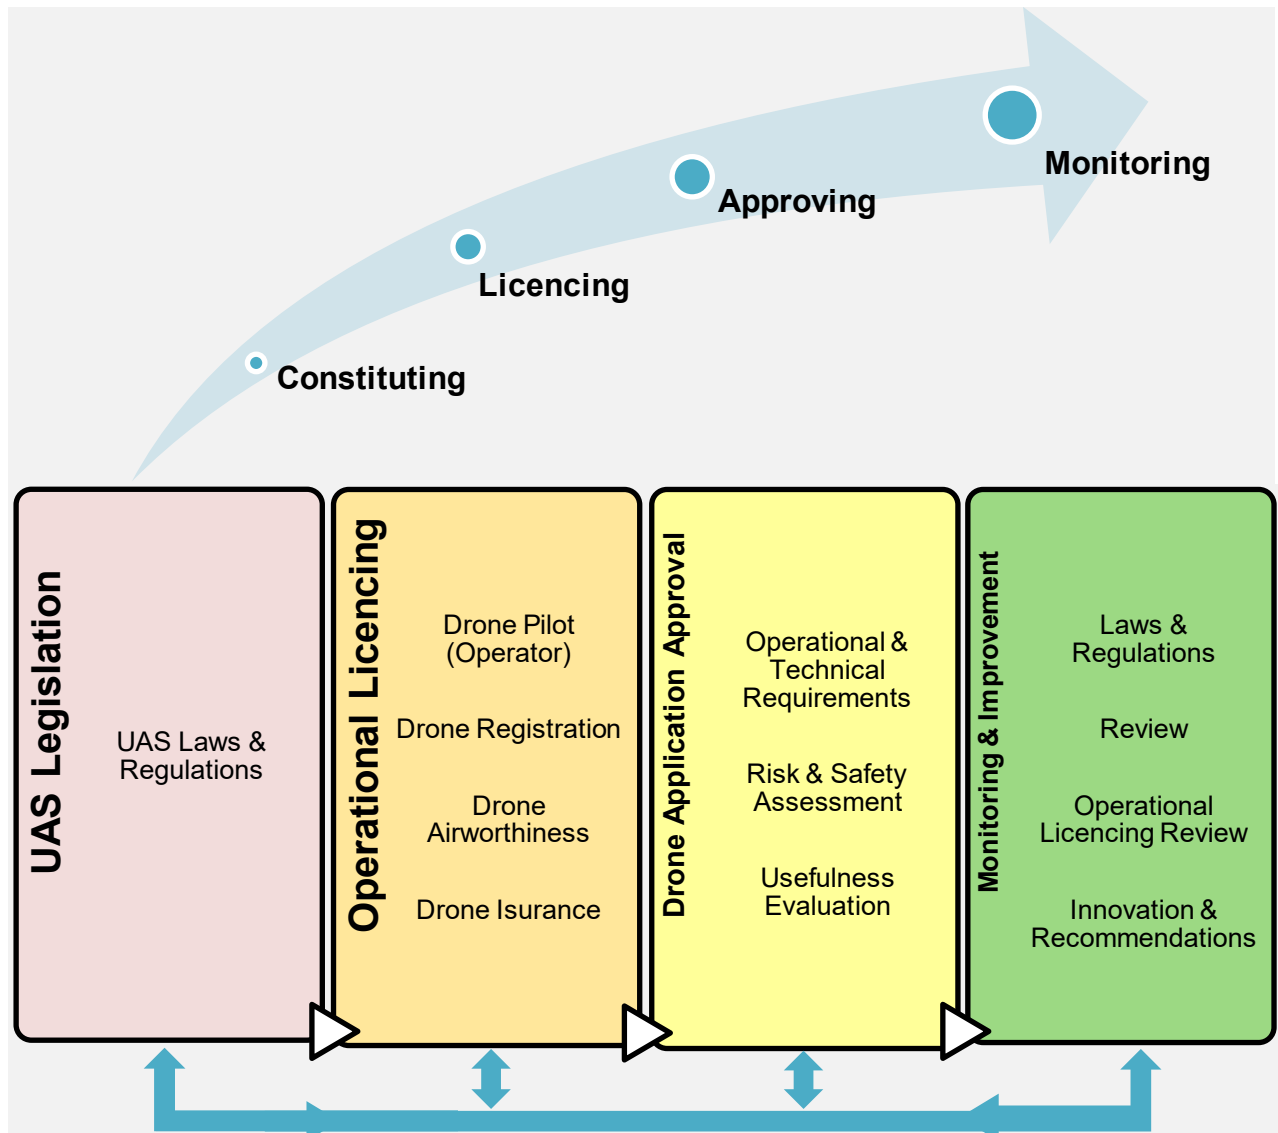 Monitoring
Approving
Licencing
Constituting
UAS Legislation
UAS Laws &
Regulations
Operational Licencing
Drone Pilot
(Operator)
Drone Registration
Drone
Airworthiness
Drone Isurance
Drone Application Approval
Operational &
Technical
Requirements
Risk & Safety
Assessment
Usefulness
Evaluation
Monitoring & Improvement
Laws &
Regulations
Review
Operational
Licencing Review
Innovation &
Recommendations